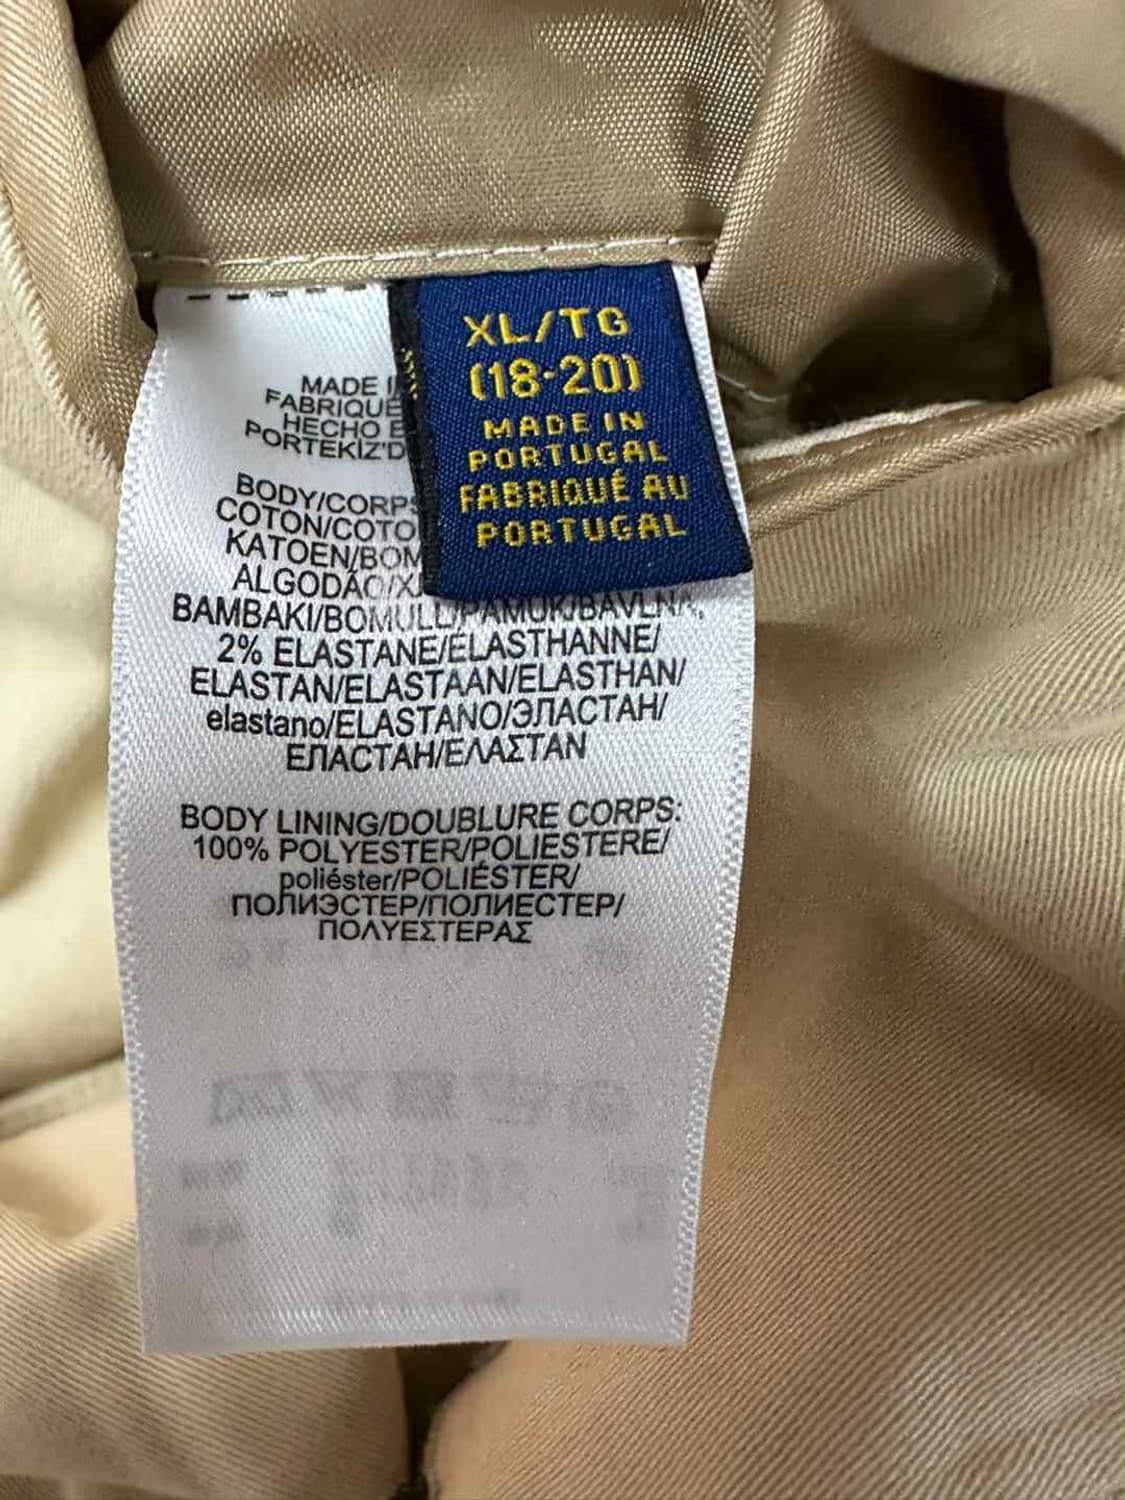 XL/TG
(18-20)
MADE IN
PORTUGAL
FABRIQUÉ AU
PORTUGAL
MADE
FABRIQUÉ
HECHO
PORTEKİZ'D
BODY/CORPS
COTON/COTO
KATOEN/BOM
ALGODÃO/
BAMBAKI/BOMULL/PAMUK/BAVLNA,
2% ELASTANE/ÉLASTHANNE/
ELASTAN/ELASTAAN/ELASTHAN/
elastano/ELASTANO/ЭЛАСТАН/
ЕЛАСТАН/ΕΛΑΣΤΑΝ
BODY LINING/DOUBLURE CORPS:
100% POLYESTER/POLIESTERE/
poliéster/POLIÉSTER/
ПОЛИЭСТЕР/ПОЛИЕСТЕР/
ΠΟΛΥΕΣΤΕΡΑΣ